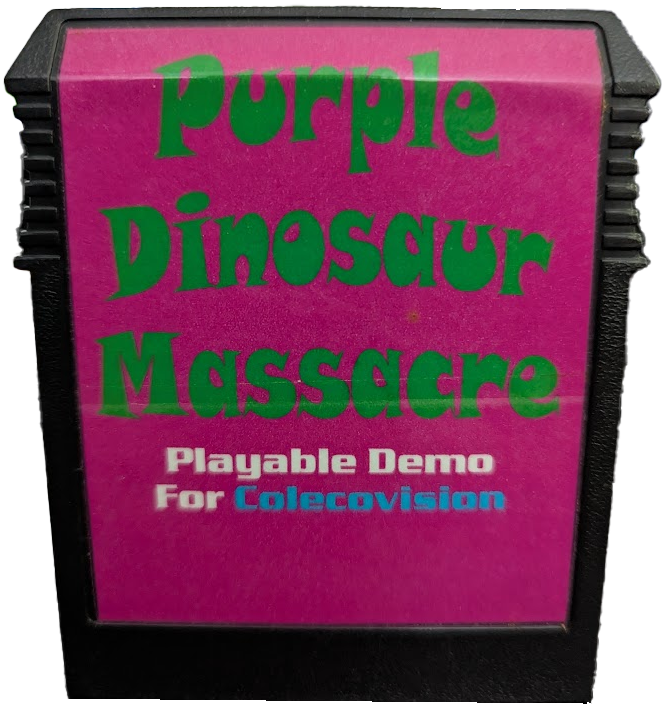 Purple
Dinosaur
Massacre
Playable Demo
For Colecovision